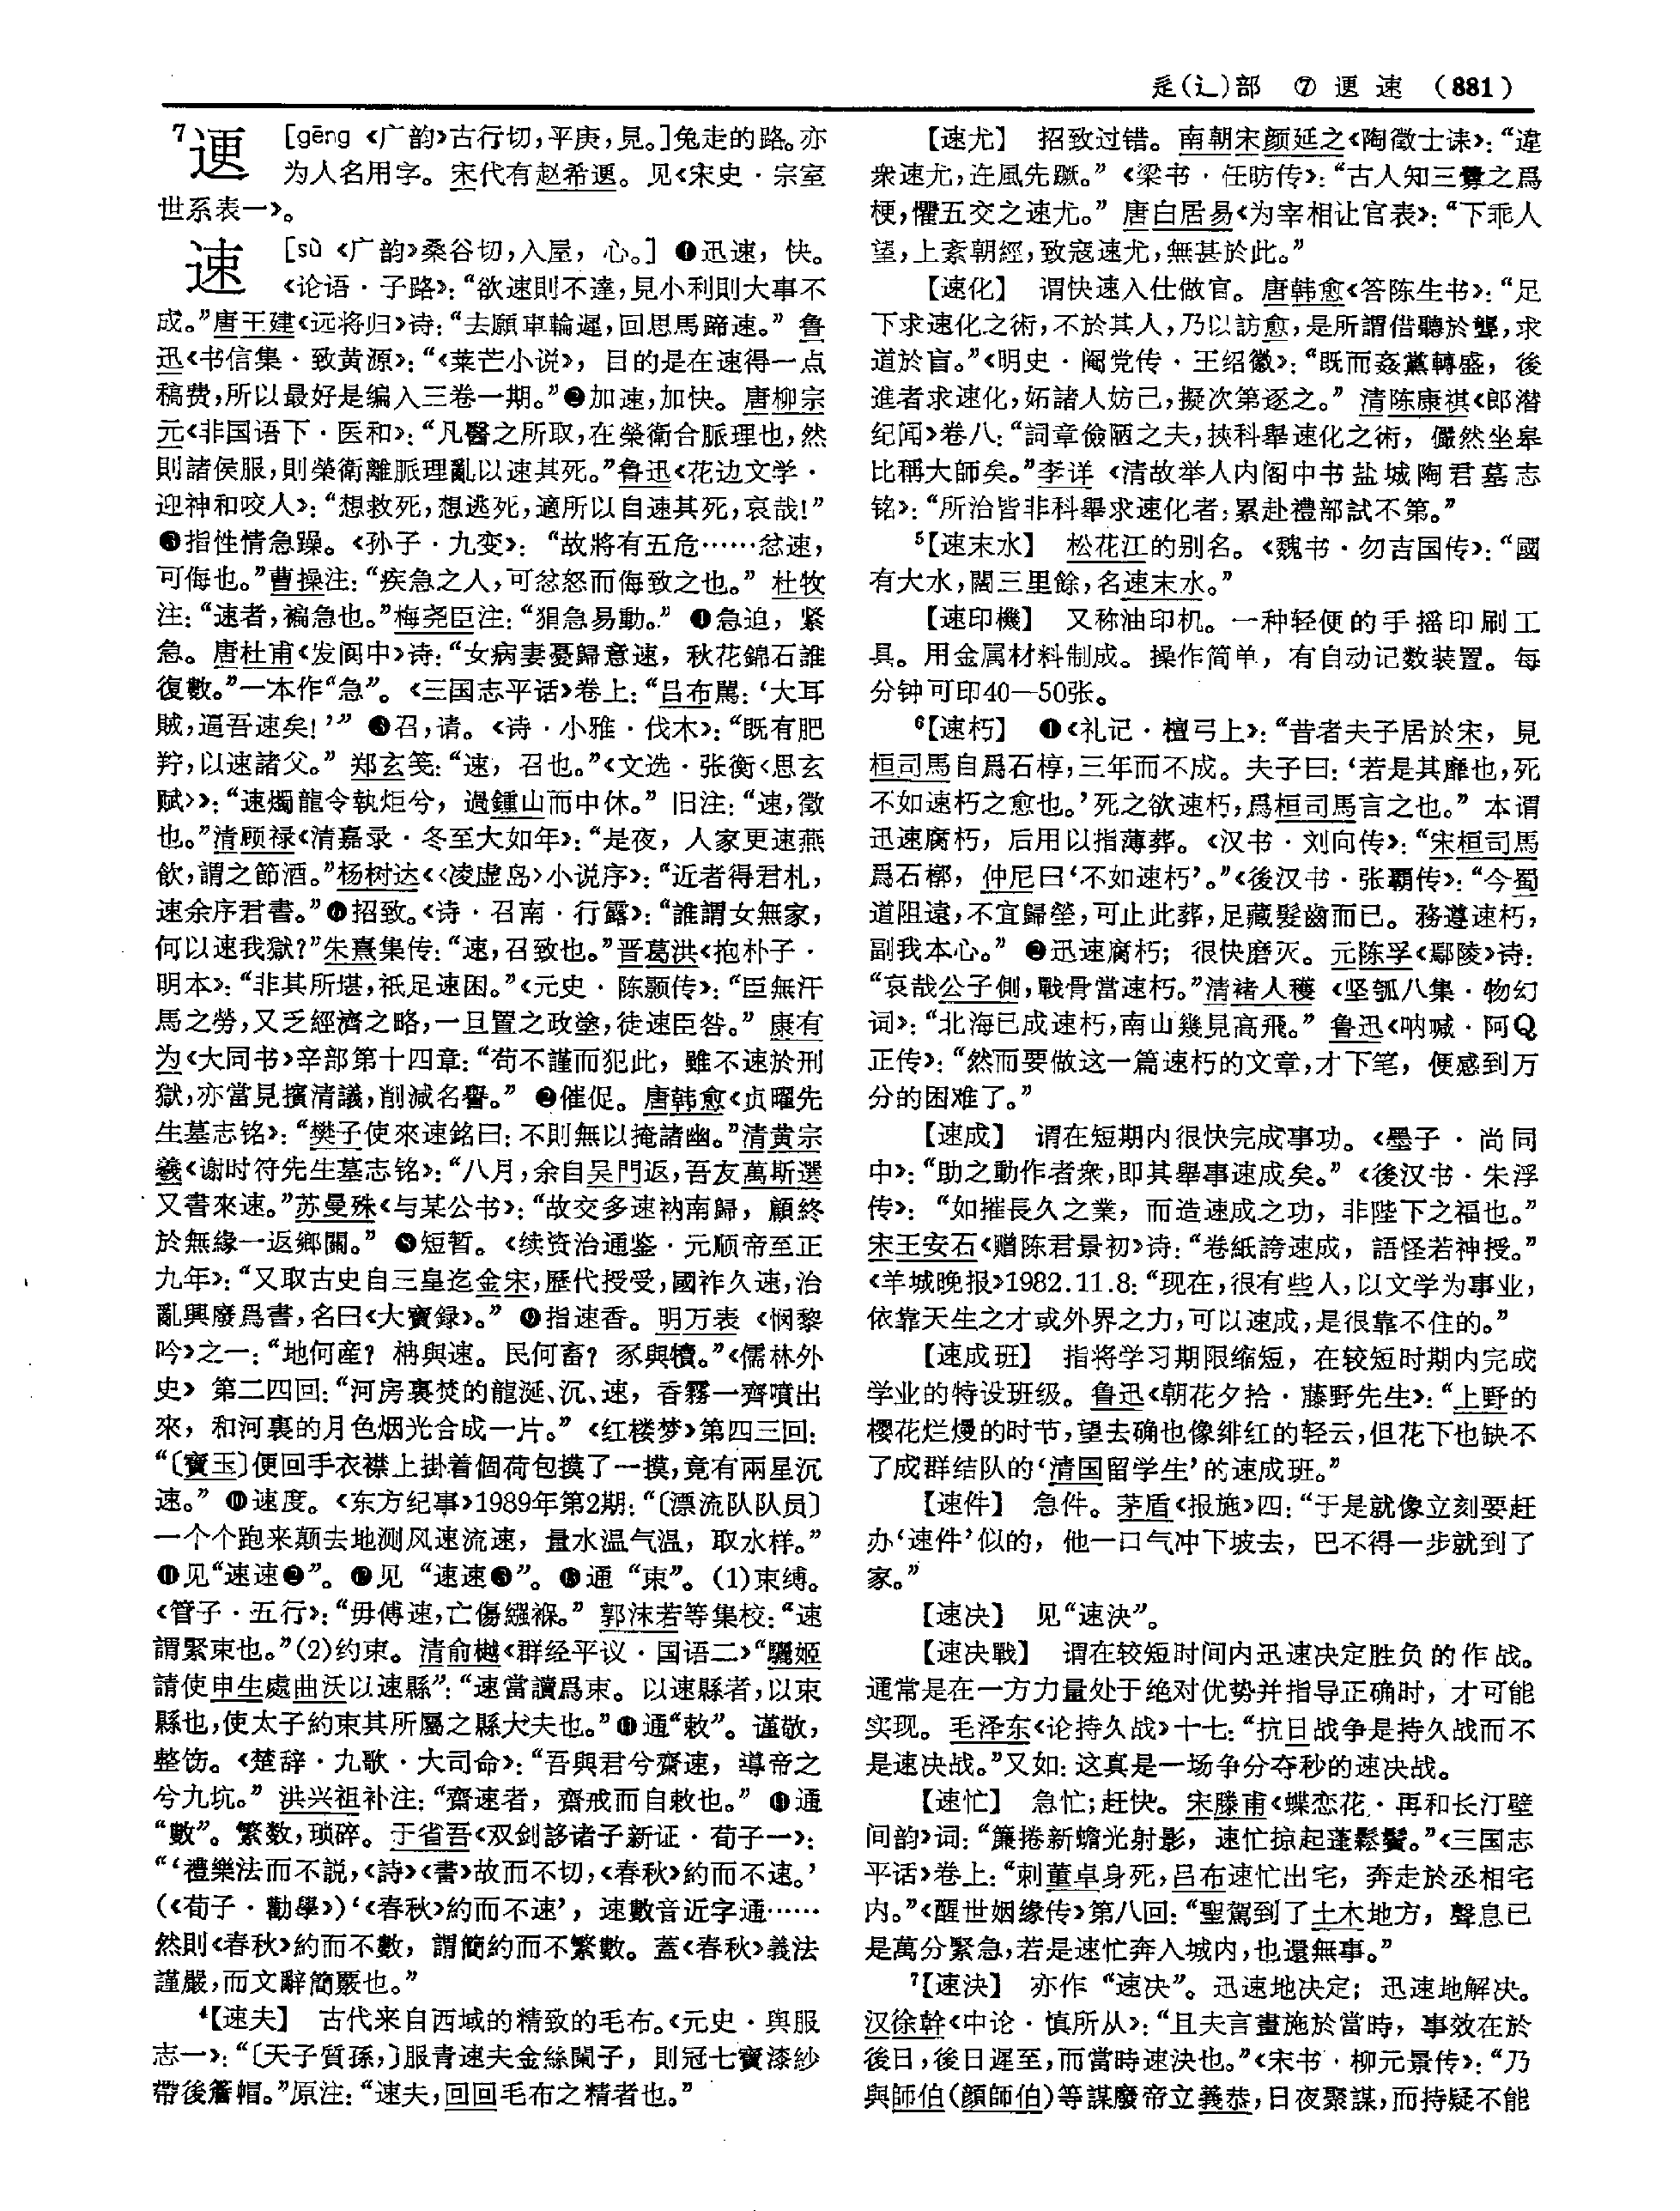 辵(辶)部　⑦ 逕 速　(881)
[gēng《广韵》古行切,平庚,見。]兔走的路。亦
为人名用字。宋代有赵希。见《宋史·宗室
世系表一》。
速　[sù《广韵》桑谷切,入屋，心。] ❶迅速，快。
《论语·子路》:“欲速則不達,見小利則大事不
成。”唐王建《远将归》诗:“去願車輪遲,回思馬蹄速。”鲁
迅《书信集·致黄源》:“《莱芒小说》，目的是在速得一点
稿费,所以最好是编入三卷一期。”❷加速,加快。唐柳宗
元《非国语下·医和》:“凡醫之所取,在榮衛合脈理也,然
則諸侯服,則榮衛離脈理亂以速其死。”鲁迅《花边文学·
迎神和咬人》:“想救死,想逃死,適所以自速其死,哀哉!”
❸指性情急躁。《孙子·九变》:“故將有五危……忿速,
可侮也。”曹操注:“疾急之人,可忿怒而侮致之也。”杜牧
注:“速者,褊急也。”梅尧臣注:“狷急易動。” ❹急迫，紧
急。唐杜甫《发阆中》诗:“女病妻憂歸意速，秋花錦石誰
復數。”一本作“急”。《三国志平话》卷上:“吕布駡:‘大耳
賊,逼吾速矣!’” ❺召,请。《诗·小雅·伐木》:“既有肥
羜,以速諸父。”郑玄笺:“速，召也。”《文选·张衡〈思玄
赋〉》:“速燭龍令執炬兮，過鍾山而中休。”旧注:“速,徵
也。”清顾禄《清嘉录·冬至大如年》:“是夜，人家更速燕
飲,謂之節酒。”杨树达《〈凌虚岛〉小说序》:“近者得君札,
速余序君書。”❻招致。《诗·召南·行露》:“誰謂女無家,
何以速我獄?”朱熹集传:“速,召致也。”晋葛洪《抱朴子·
明本》:“非其所堪,祇足速困。”《元史·陈颢传》:“臣無汗
馬之勞,又乏經濟之略,一旦置之政塗,徒速臣咎。”康有
为《大同书》辛部第十四章:“苟不謹而犯此，雖不速於刑
獄,亦當見擯清議,削減名譽。” ❼催促。唐韩愈《贞曜先
生墓志铭》:“樊子使來速銘曰:不則無以掩諸幽。”清黄宗
羲《谢时符先生墓志铭》:“八月,余自吴門返,吾友萬斯選
又書來速。”苏曼殊《与某公书》:“故交多速衲南歸，顧終
於無緣一返鄉關。” ❽短暂。《续资治通鉴·元顺帝至正
九年》:“又取古史自三皇迄金宋,歷代授受,國祚久速,治
亂興廢爲書,名曰《大寶録》。” ❾指速香。明万表《悯黎
吟》之一:“地何産? 栴與速。民何畜? 豕與犢。”《儒林外
史》第二四回:“河房裏焚的龍涎、沉、速，香霧一齊噴出
來，和河裏的月色烟光合成一片。”《红楼梦》第四三回:
“〔寶玉〕便回手衣襟上掛着個荷包摸了一摸,竟有兩星沉
速。” ❿速度。《东方纪事》1989年第2期:“〔漂流队队员〕
一个个跑来颠去地测风速流速，量水温气温，取水样。”
⓫见“速速❷”。⓬见“速速❸”。⓭通“束”。(1)束缚。
《管子·五行》:“毋傅速,亡傷繈褓。”郭沫若等集校:“速
謂緊束也。”(2)约束。清俞樾《群经平议·国语二》“驪姬
請使申生處曲沃以速縣”:“速當讀爲束。以速縣者,以束
縣也,使太子約束其所屬之縣大夫也。”⓮通“敕”。谨敬,
整饬。《楚辞·九歌·大司命》:“吾與君兮齋速，導帝之
兮九坑。”洪兴祖补注:“齋速者，齋戒而自敕也。” ⓯通
“數”。繁数,琐碎。于省吾《双剑誃诸子新证·荀子一》:
“‘禮樂法而不説,《詩》《書》故而不切,《春秋》約而不速。’
(《荀子·勸學》)‘《春秋》約而不速’，速數音近字通……
然則《春秋》約而不數，謂簡約而不繁數。蓋《春秋》義法
謹嚴,而文辭簡嚴也。”
⁴【速夫】　古代来自西域的精致的毛布。《元史·舆服
志一》:“〔天子質孫,〕服青速夫金絲闌子，則冠七寶漆紗
帶後簷帽。”原注:“速夫,回回毛布之精者也。”
【速尤】　招致过错。南朝宋颜延之《陶徵士诔》:“違
衆速尤,迕風先蹶。”《梁书·任昉传》:“古人知三釁之爲
梗,懼五交之速尤。”唐白居易《为宰相让官表》:“下乖人
望,上紊朝經,致寇速尤,無甚於此。”
【速化】　谓快速入仕做官。唐韩愈《答陈生书》:“足
下求速化之術,不於其人,乃以訪愈,是所謂借聽於聾,求
道於盲。”《明史·阉党传·王绍徽》:“既而姦黨轉盛，後
進者求速化,妬諸人妨己,擬次第逐之。”清陈康祺《郎潜
纪闻》卷八:“詞章儉陋之夫,挾科舉速化之術，儼然坐皋
比稱大師矣。”李详《清故举人内阁中书盐城陶君墓志
铭》:“所治皆非科舉求速化者;累赴禮部試不第。”
⁵【速末水】　松花江的别名。《魏书·勿吉国传》:“國
有大水,闊三里餘,名速末水。”
【速印機】　又称油印机。一种轻便的手摇印刷工
具。用金属材料制成。操作简单，有自动记数装置。每
分钟可印40—50张。
⁶【速朽】　❶《礼记·檀弓上》:“昔者夫子居於宋，見
桓司馬自爲石椁,三年而不成。夫子曰:‘若是其靡也,死
不如速朽之愈也。’死之欲速朽,爲桓司馬言之也。”本谓
迅速腐朽，后用以指薄葬。《汉书·刘向传》:“宋桓司馬
爲石槨，仲尼曰‘不如速朽’。”《後汉书·张霸传》:“今蜀
道阻遠,不宜歸塋,可止此葬,足藏髮齒而已。務遵速朽,
副我本心。” ❷迅速腐朽；很快磨灭。元陈孚《鄢陵》诗:
“哀哉公子側,戰骨當速朽。”清褚人穫《坚瓠八集·物幻
词》:“北海已成速朽,南山幾見高飛。”鲁迅《呐喊·阿Q
正传》:“然而要做这一篇速朽的文章,才下笔，便感到万
分的困难了。”
【速成】　谓在短期内很快完成事功。《墨子·尚同
中》:“助之動作者衆,即其舉事速成矣。”《後汉书·朱浮
传》:“如摧長久之業，而造速成之功，非陛下之福也。”
宋王安石《赠陈君景初》诗:“卷紙誇速成，語怪若神授。”
《羊城晚报》1982.11.8:“现在,很有些人,以文学为事业,
依靠天生之才或外界之力,可以速成,是很靠不住的。”
【速成班】　指将学习期限缩短，在较短时期内完成
学业的特设班级。鲁迅《朝花夕拾·藤野先生》:“上野的
樱花烂熳的时节,望去确也像绯红的轻云,但花下也缺不
了成群结队的‘清国留学生’的速成班。”
【速件】　急件。茅盾《报施》四:“于是就像立刻要赶
办‘速件’似的，他一口气冲下坡去，巴不得一步就到了
家。”
【速决】　见“速決”。
【速决戰】　谓在较短时间内迅速决定胜负的作战。
通常是在一方力量处于绝对优势并指导正确时，才可能
实现。毛泽东《论持久战》十七:“抗日战争是持久战而不
是速决战。”又如:这真是一场争分夺秒的速决战。
【速忙】　急忙;赶快。宋滕甫《蝶恋花·再和长汀壁
间韵》词:“簾捲新蟾光射影，速忙掠起蓬鬆鬢。”《三国志
平话》卷上:“刺董卓身死,吕布速忙出宅，奔走於丞相宅
内。”《醒世姻缘传》第八回:“聖駕到了土木地方，聲息已
是萬分緊急,若是速忙奔入城内,也還無事。”
⁷【速決】　亦作“速决”。迅速地决定；迅速地解决。
汉徐幹《中论·慎所从》:“且夫言畫施於當時，事效在於
後日,後日遲至,而當時速決也。”《宋书·柳元景传》:“乃
與師伯(顔師伯)等謀廢帝立義恭,日夜聚謀,而持疑不能